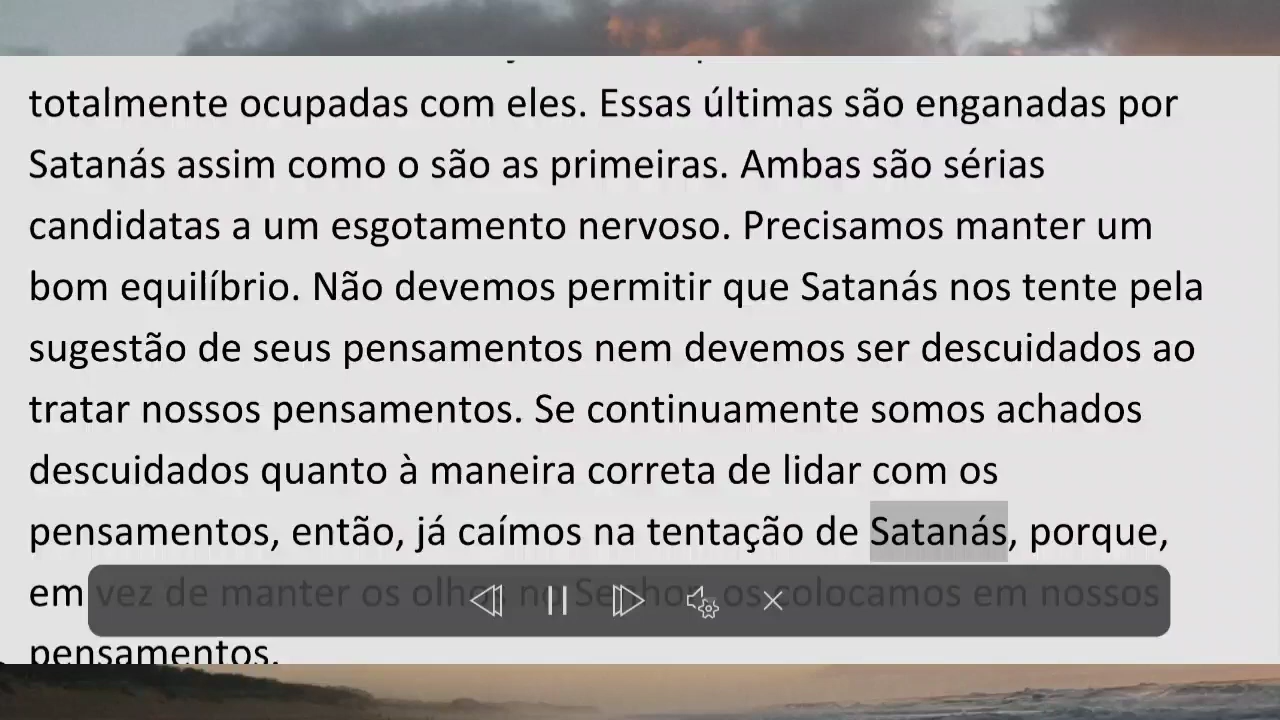 totalmente ocupadas com eles. Essas últimas são enganadas por
Satanás assim como o são as primeiras. Ambas são sérias
candidatas a um esgotamento nervoso. Precisamos manter um
bom equilíbrio. Não devemos permitir que Satanás nos tente pela
sugestão de seus pensamentos nem devemos ser descuidados ao
tratar nossos pensamentos. Se continuamente somos achados
descuidados quanto à maneira correta de lidar com os
pensamentos, então, já caímos na tentação de Satanás, porque,
em vez de manter os olhos no Senhor, os colocamos em nossos
pensamentos.